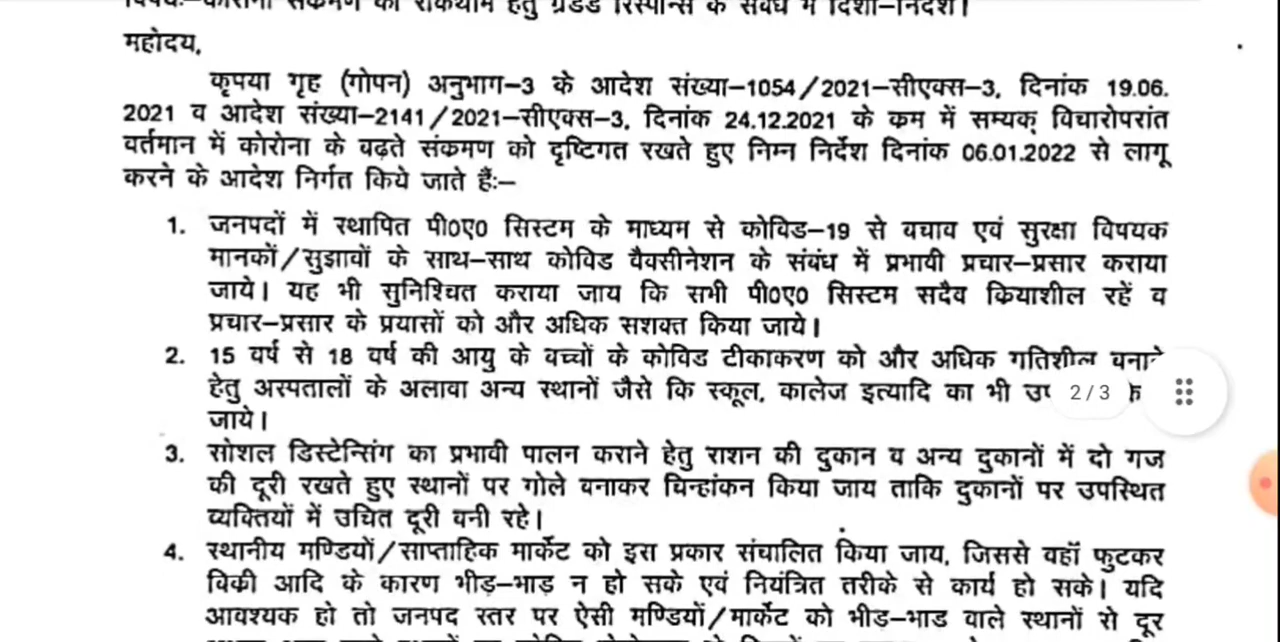 विषयः–कोरोना संक्रमण की रोकथाम हेतु ग्रेडेड रिस्पॉन्स के संबंध में दिशा–निर्देश।
महोदय,
कृपया गृह (गोपन) अनुभाग–3 के आदेश संख्या–1054/2021–सीएक्स–3, दिनांक 19.06.
2021 व आदेश संख्या–2141/2021–सीएक्स–3, दिनांक 24.12.2021 के क्रम में सम्यक् विचारोपरांत
वर्तमान में कोरोना के बढ़ते संक्रमण को दृष्टिगत रखते हुए निम्न निर्देश दिनांक 06.01.2022 से लागू
करने के आदेश निर्गत किये जाते हैंः–
1. जनपदों में स्थापित पी०ए० सिस्टम के माध्यम से कोविड–19 से बचाव एवं सुरक्षा विषयक
मानकों/सुझावों के साथ–साथ कोविड वैक्सीनेशन के संबंध में प्रभावी प्रचार–प्रसार कराया
जाये। यह भी सुनिश्चित कराया जाय कि सभी पी०ए० सिस्टम सदैव क्रियाशील रहें व
प्रचार–प्रसार के प्रयासों को और अधिक सशक्त किया जाये।
2. 15 वर्ष से 18 वर्ष की आयु के बच्चों के कोविड टीकाकरण को और अधिक गतिशील बनाने
हेतु अस्पतालों के अलावा अन्य स्थानों जैसे कि स्कूल, कालेज इत्यादि का भी
2/3
जाये।
3. सोशल डिस्टेन्सिंग का प्रभावी पालन कराने हेतु राशन की दुकान व अन्य दुकानों में दो गज
की दूरी रखते हुए स्थानों पर गोले बनाकर चिन्हांकन किया जाय ताकि दुकानों पर उपस्थित
व्यक्तियों में उचित दूरी बनी रहे।
4. स्थानीय मण्डियों/साप्ताहिक मार्केट को इस प्रकार संचालित किया जाय, जिससे वहाँ फुटकर
विक्री आदि के कारण भीड़–भाड़ न हो सके एवं नियंत्रित तरीके से कार्य हो सके। यदि
आवश्यक हो तो जनपद स्तर पर ऐसी मण्डियों/मार्केट को भीड़–भाड वाले स्थानों से दूर